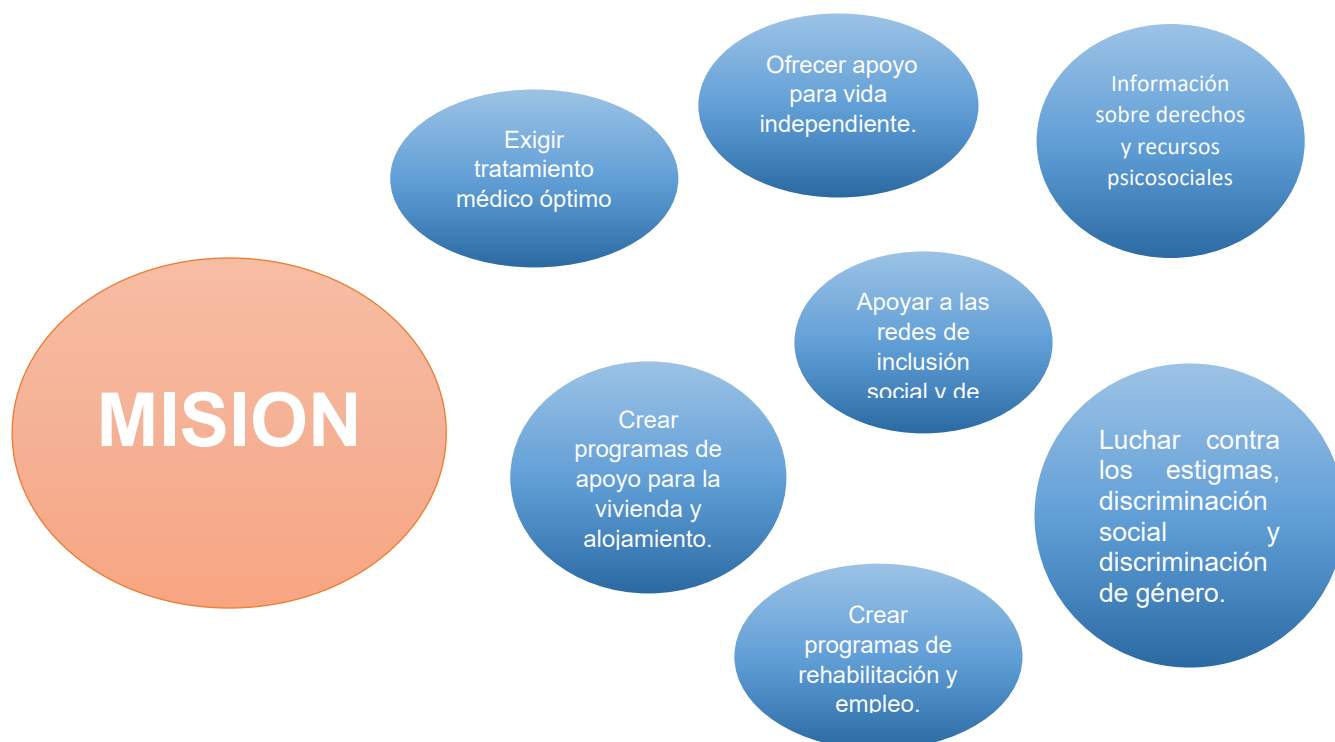 MISION
Exigir
tratamiento
médico óptimo
Ofrecer apoyo
para vida
independiente.
Información
sobre derechos
y recursos
psicosociales
Apoyar a las
redes de
inclusión
social y de
Crear
programas de
apoyo para la
vivienda y
alojamiento.
Luchar contra
los estigmas,
discriminación
social y
discriminación
de género.
Crear
programas de
rehabilitación y
empleo.